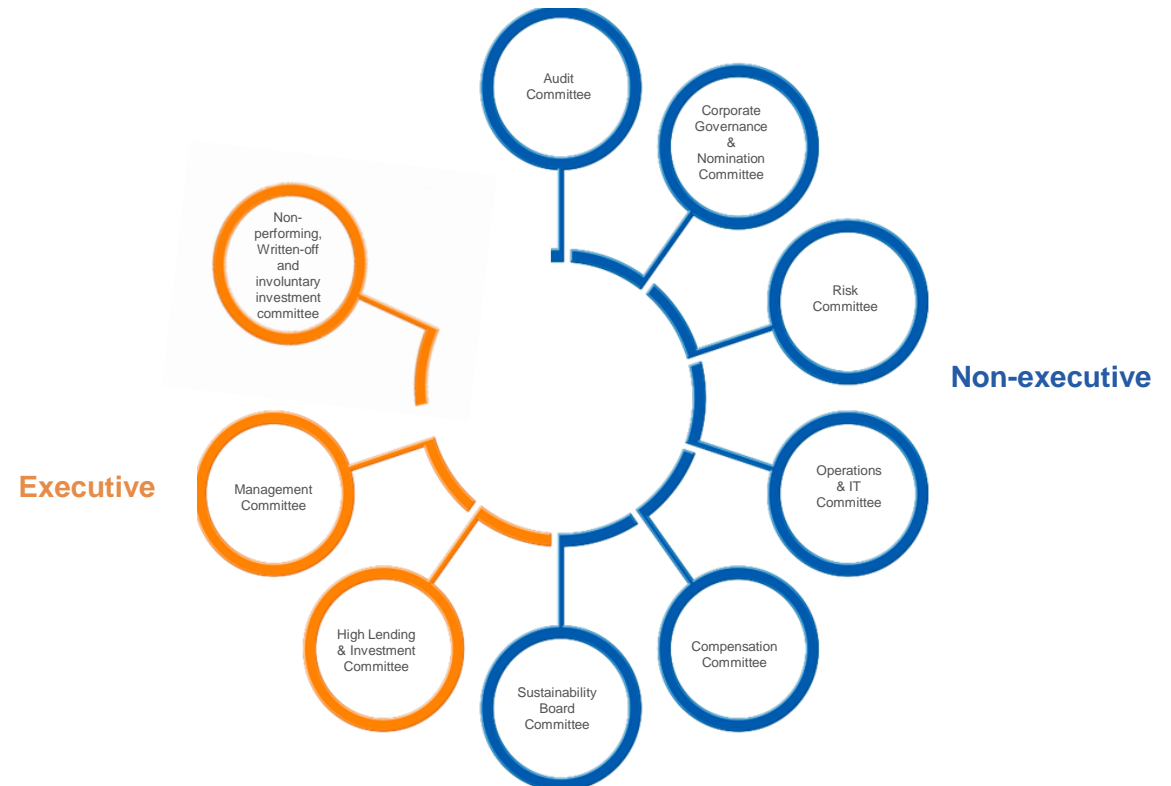 Audit
Committee
Corporate
Governance
&
Nomination
Committee
Risk
Committee
Non-executive
Operations
& IT
Committee
Compensation
Committee
Sustainability
Board
Committee
High Lending
& Investment
Committee
Management
Committee
Executive
Non-
performing,
Written-off
and
involuntary
investment
committee